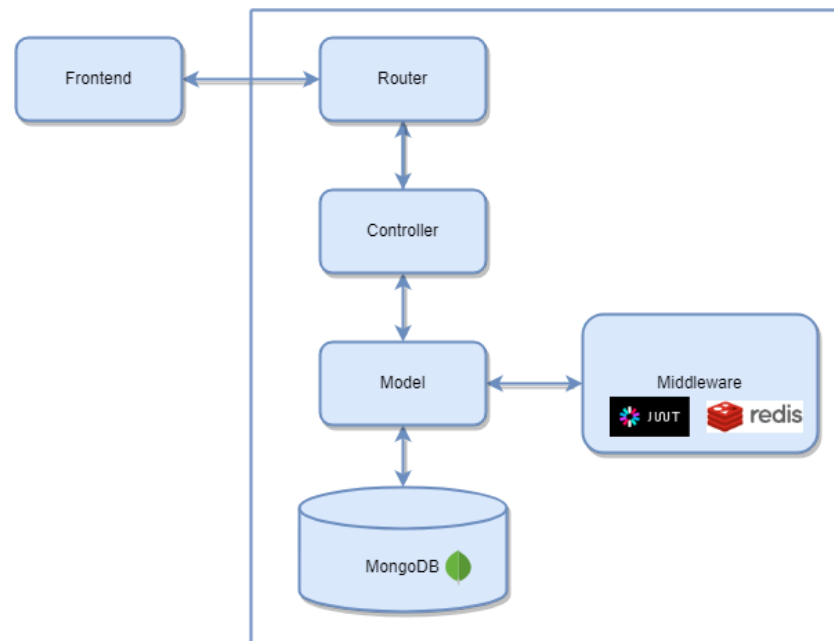 Frontend
Router
Controller
Model
Middleware
JWT
redis
MongoDB